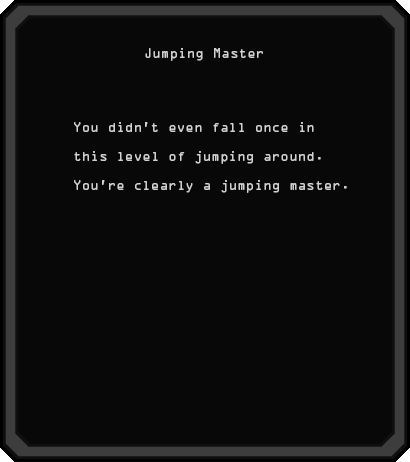 Jumping Master
You didn't even fall once in
this level of jumping around.
You're clearly a jumping master.